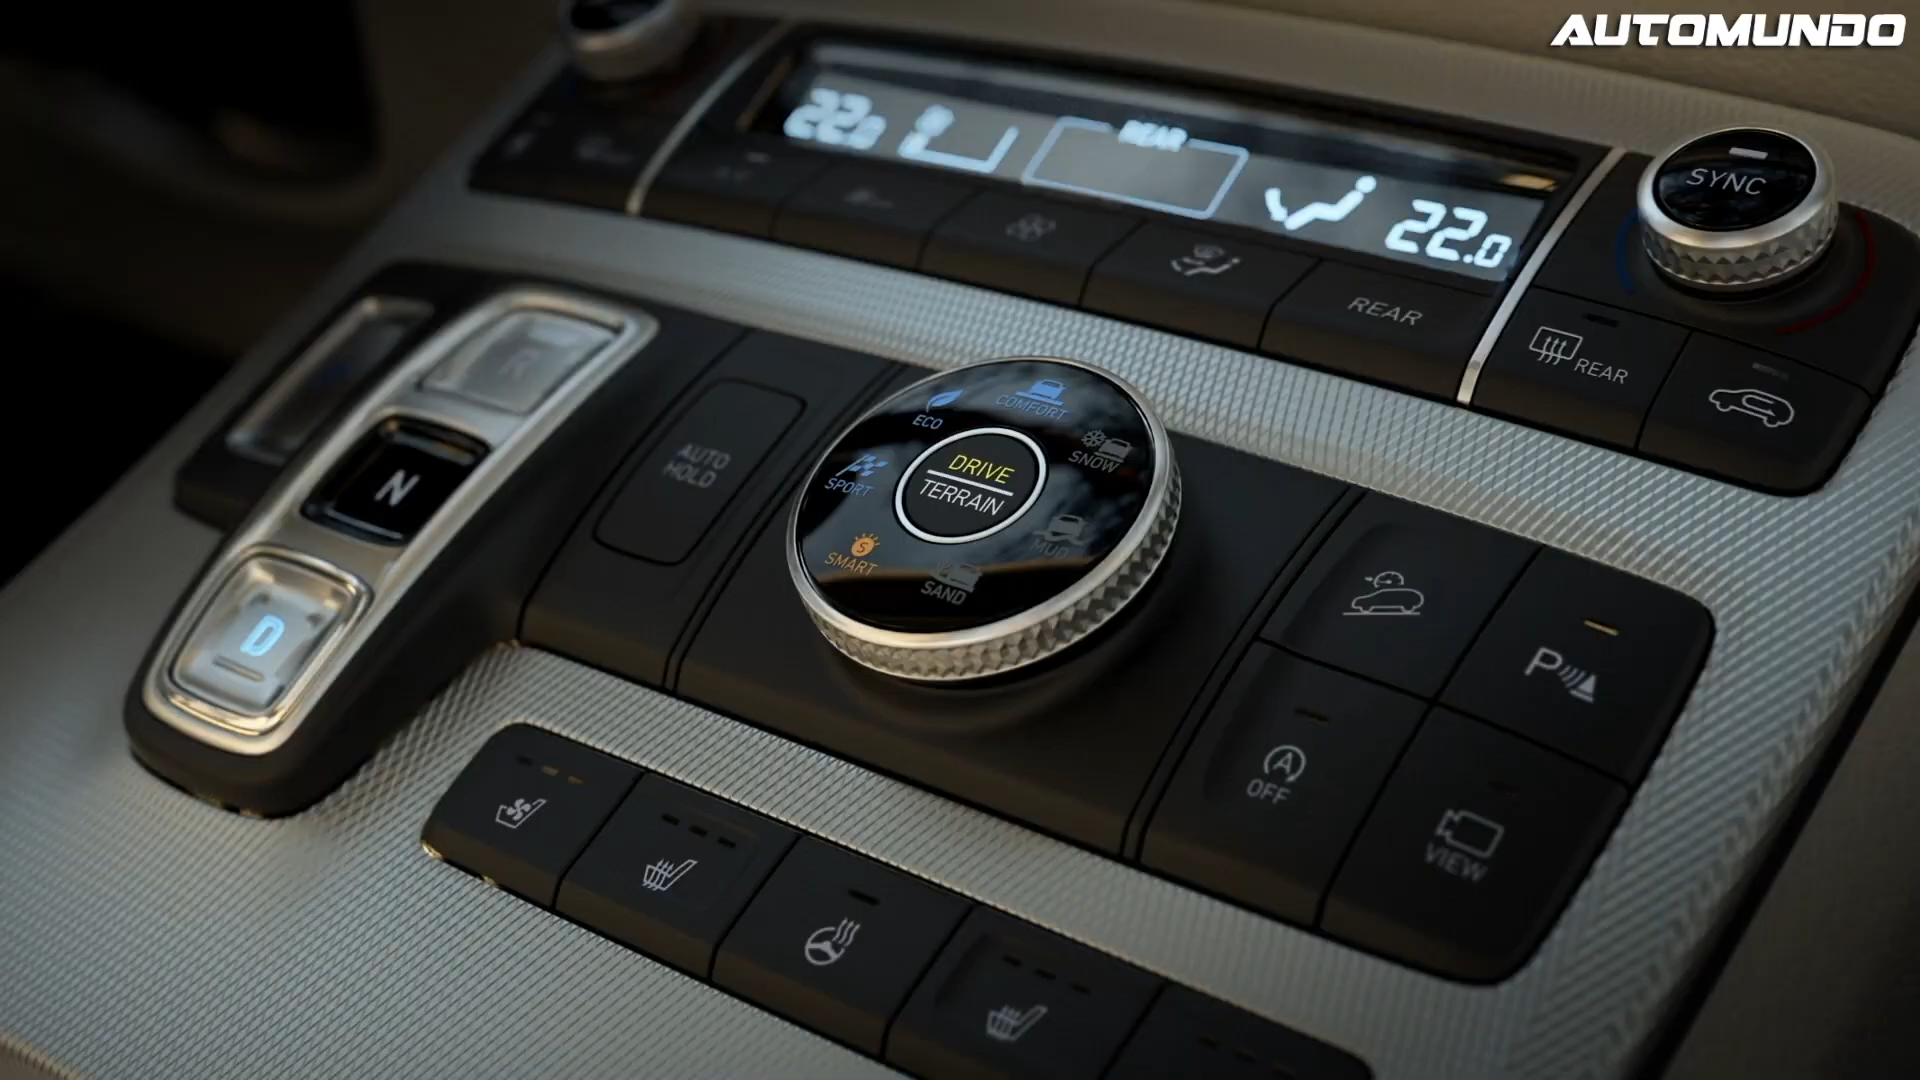 AUTOMUNDO
22.0
REAR
22.0
SYNC
REAR
REAR
R
N
D
AUTO
HOLD
ECO
COMFORT
SNOW
SPORT
DRIVE
TERRAIN
MUD
SMART
SAND
P
A
OFF
VIEW